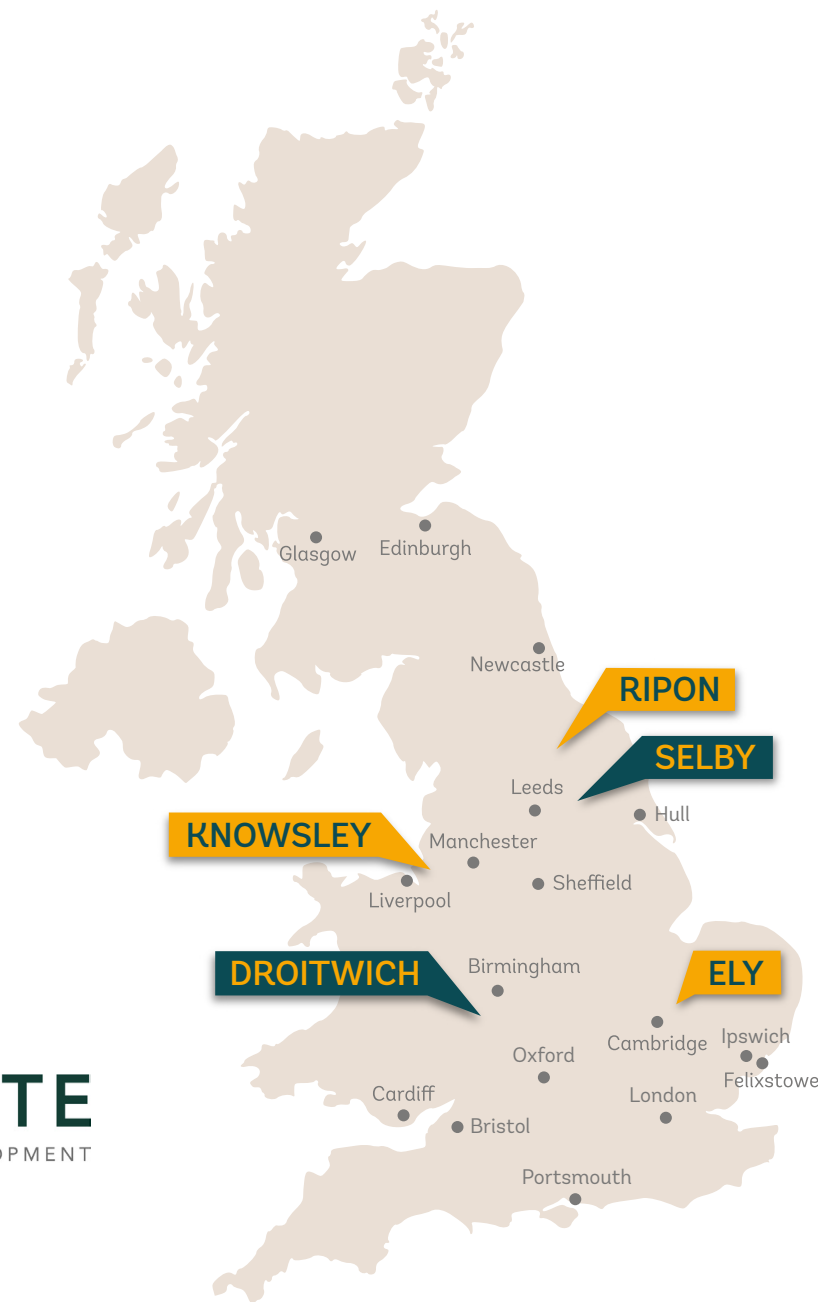 Glasgow
Edinburgh
Newcastle
RIPON
SELBY
Leeds
Hull
KNOWSLEY
Manchester
Sheffield
Liverpool
DROITWICH
Birmingham
ELY
Cambridge
Ipswich
Felixstowe
Oxford
London
Cardiff
Bristol
Portsmouth
TE
OPMENT